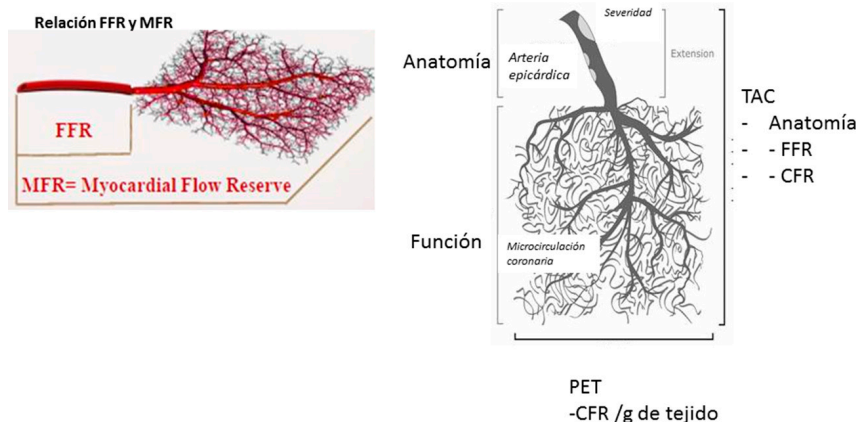 Relación FFR y MFR
FFR
MFR= Myocardial Flow Reserve
Severidad
Anatomía
Arteria
epicárdica
Extension
Función
Microcirculación
coronaria
TAC
- Anatomía
- - FFR
- - CFR
PET
-CFR /g de tejido